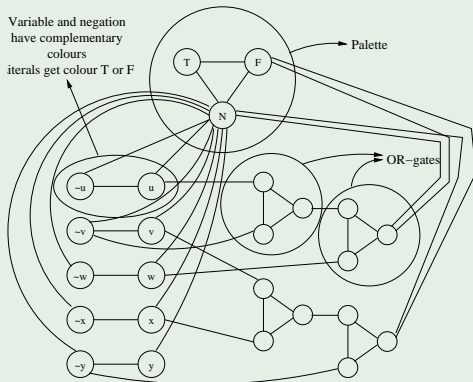 Variable and negation
have complementary
colours
iterals get colour T or F
Palette
T
F
N
OR-gates
~u
u
~v
v
~w
w
~x
x
~y
y